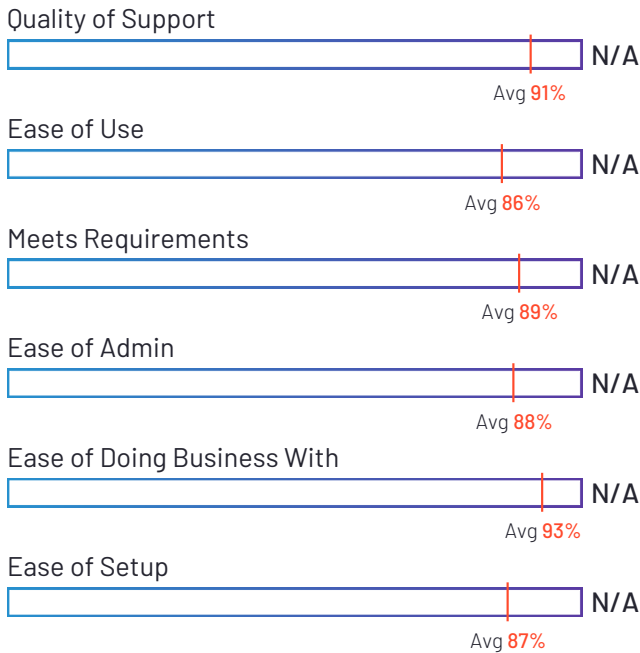 Quality of Support
N/A
Avg 91%
Ease of Use
N/A
Avg 86%
Meets Requirements
N/A
Avg 89%
Ease of Admin
N/A
Avg 88%
Ease of Doing Business With
N/A
Avg 93%
Ease of Setup
N/A
Avg 87%